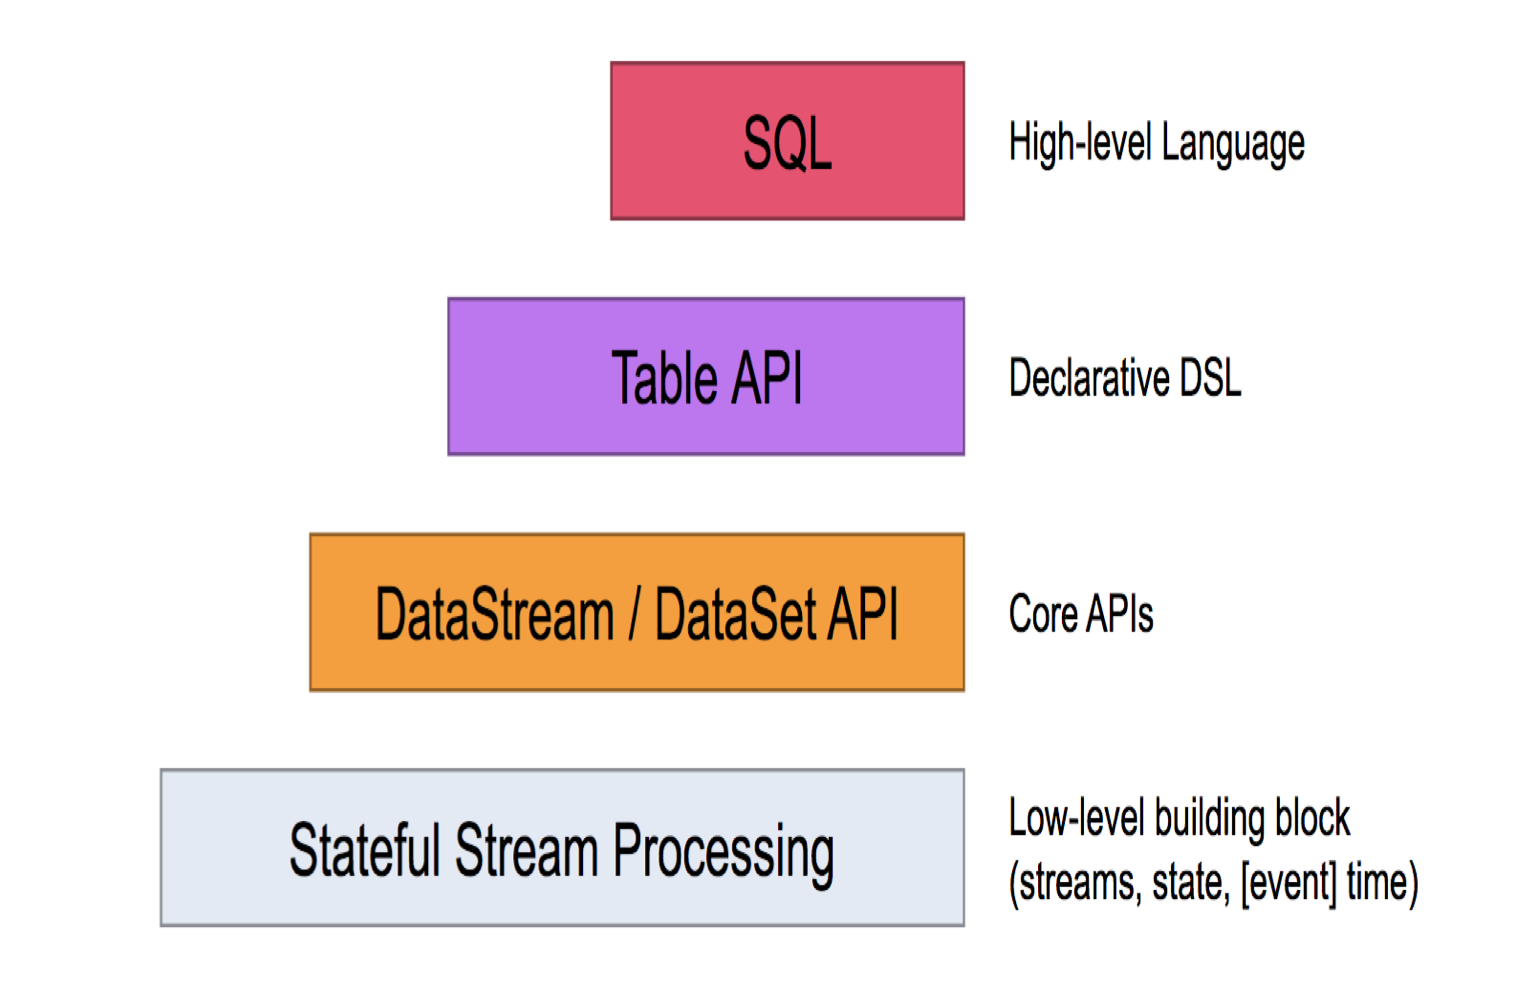 SQL
High-level Language
Table API
Declarative DSL
DataStream / DataSet API
Core APIs
Stateful Stream Processing
Low-level building block
(streams, state, [event] time)